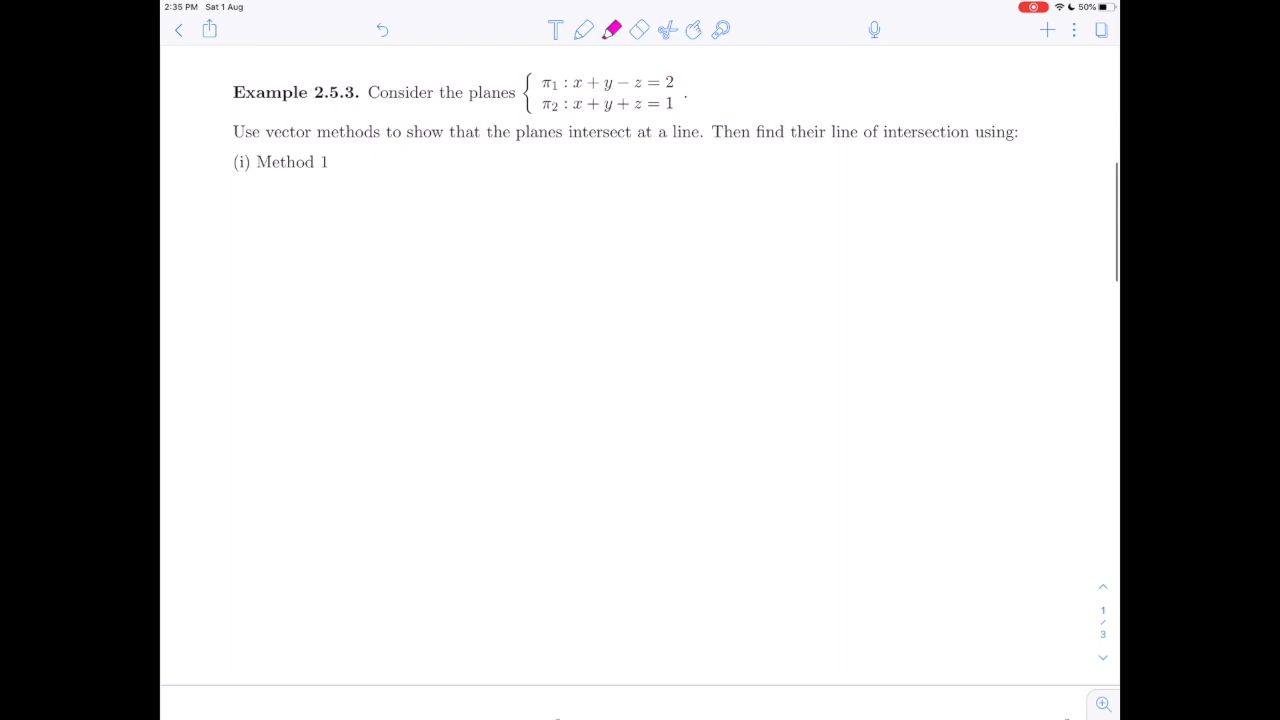 2:35 PM Sat 1 Aug 50%
T
Example 2.5.3. Consider the planes { π₁ : x + y − z = 2
π₂ : x + y + z = 1 .
Use vector methods to show that the planes intersect at a line. Then find their line of intersection using:
(i) Method 1
1
/
3